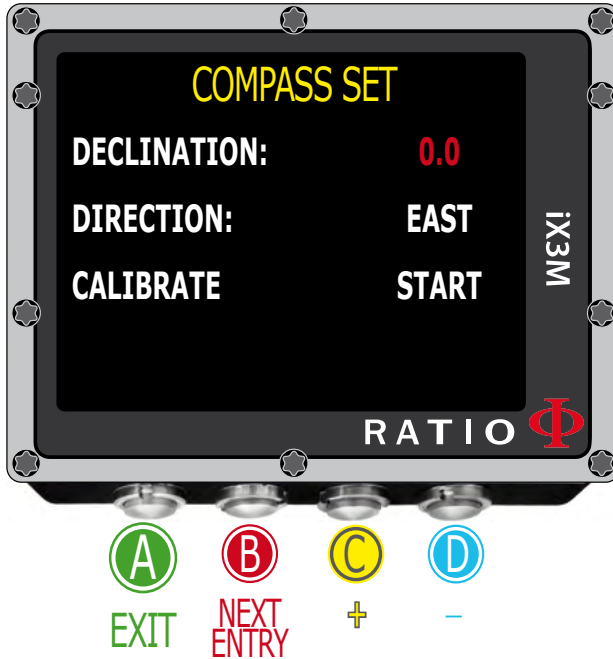 COMPASS SET
DECLINATION: 0.0
DIRECTION: EAST
CALIBRATE START
iX3M
RATIO
A B C D
EXIT NEXT ENTRY + -